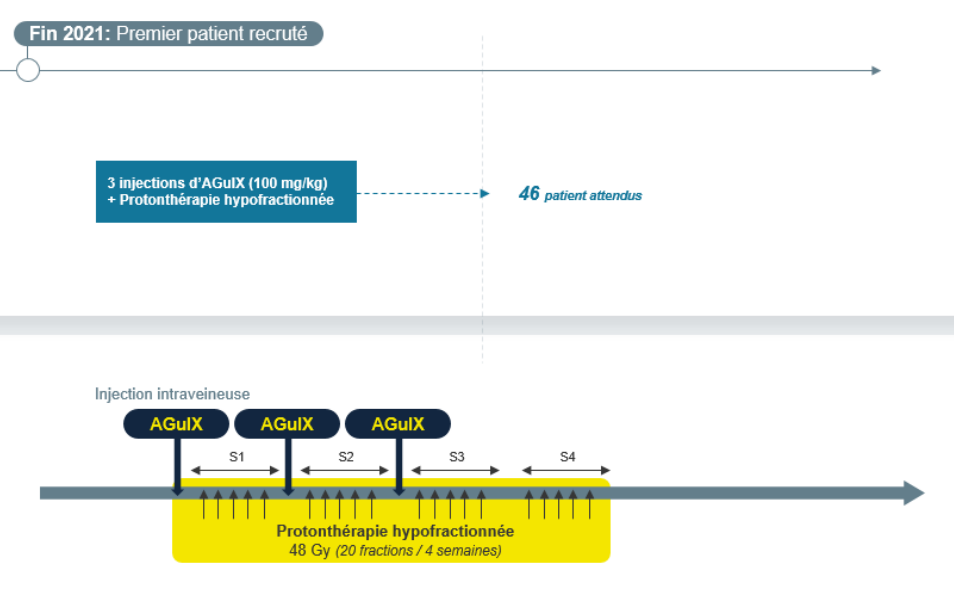 Fin 2021: Premier patient recruté
3 injections d'AGuIX (100 mg/kg)
+ Protonthérapie hypofractionnée
46 patient attendus
Injection intraveineuse
AGuIX AGuIX AGuIX
S1 S2 S3 S4
Protonthérapie hypofractionnée
48 Gy (20 fractions / 4 semaines)